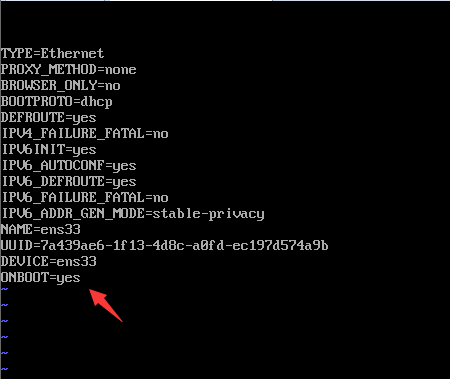 TYPE=Ethernet
PROXY_METHOD=none
BROWSER_ONLY=no
BOOTPROTO=dhcp
DEFROUTE=yes
IPV4_FAILURE_FATAL=no
IPV6INIT=yes
IPV6_AUTOCONF=yes
IPV6_DEFROUTE=yes
IPV6_FAILURE_FATAL=no
IPV6_ADDR_GEN_MODE=stable-privacy
NAME=ens33
UUID=7a439ae6-1f13-4d8c-a0fd-ec197d574a9b
DEVICE=ens33
ONBOOT=yes
~
~
~
~
~
~